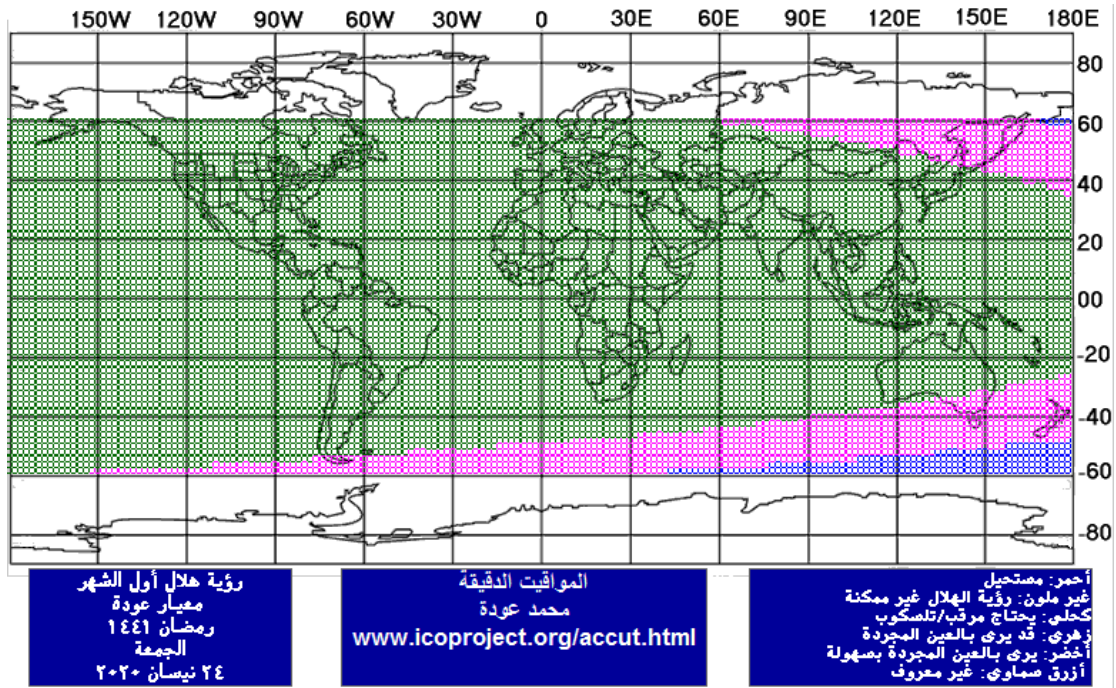 150W 120W 90W 60W 30W 0 30E 60E 90E 120E 150E 180E
80
60
40
20
00
-20
-40
-60
-80
رؤية هلال أول الشهر
معيار عودة
رمضان ١٤٤١
الجمعة
٢٤ نيسان ٢٠٢٠
المواقيت الدقيقة
محمد عودة
www.icoproject.org/accut.html
أحمر: مستحيل
غير ملون: رؤية الهلال غير ممكنة
كحلي: يحتاج مرقب/تلسكوب
زهري: قد يرى بالعين المجردة
أخضر: يرى بالعين المجردة بسهولة
أزرق سماوي: غير معروف